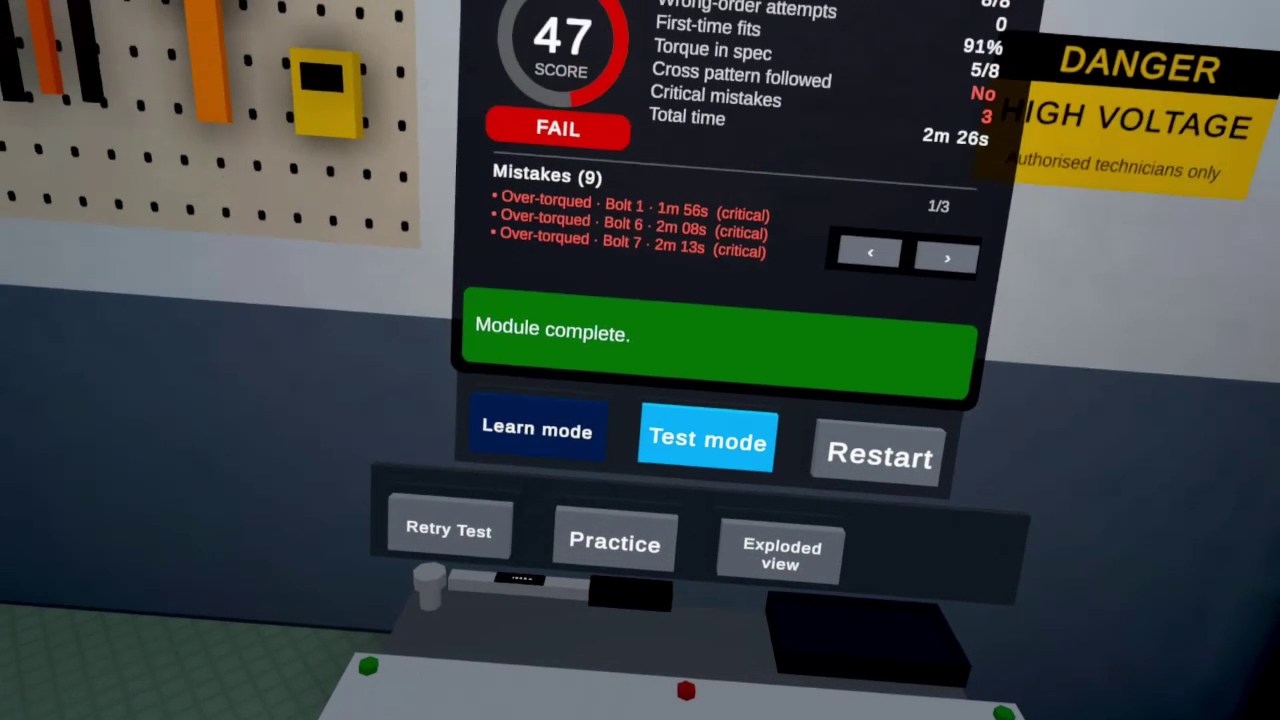 8/8
Wrong-order attempts 0
First-time fits 91%
Torque in spec 5/8
Cross pattern followed No
Critical mistakes 3
Total time 2m 26s
47
SCORE
FAIL
Mistakes (9)
1/3
• Over-torqued · Bolt 1 · 1m 56s (critical)
• Over-torqued · Bolt 6 · 2m 08s (critical)
• Over-torqued · Bolt 7 · 2m 13s (critical)
‹ ›
Module complete.
Learn mode
Test mode
Restart
Retry Test
Practice
Exploded
view
DANGER
HIGH VOLTAGE
Authorised technicians only